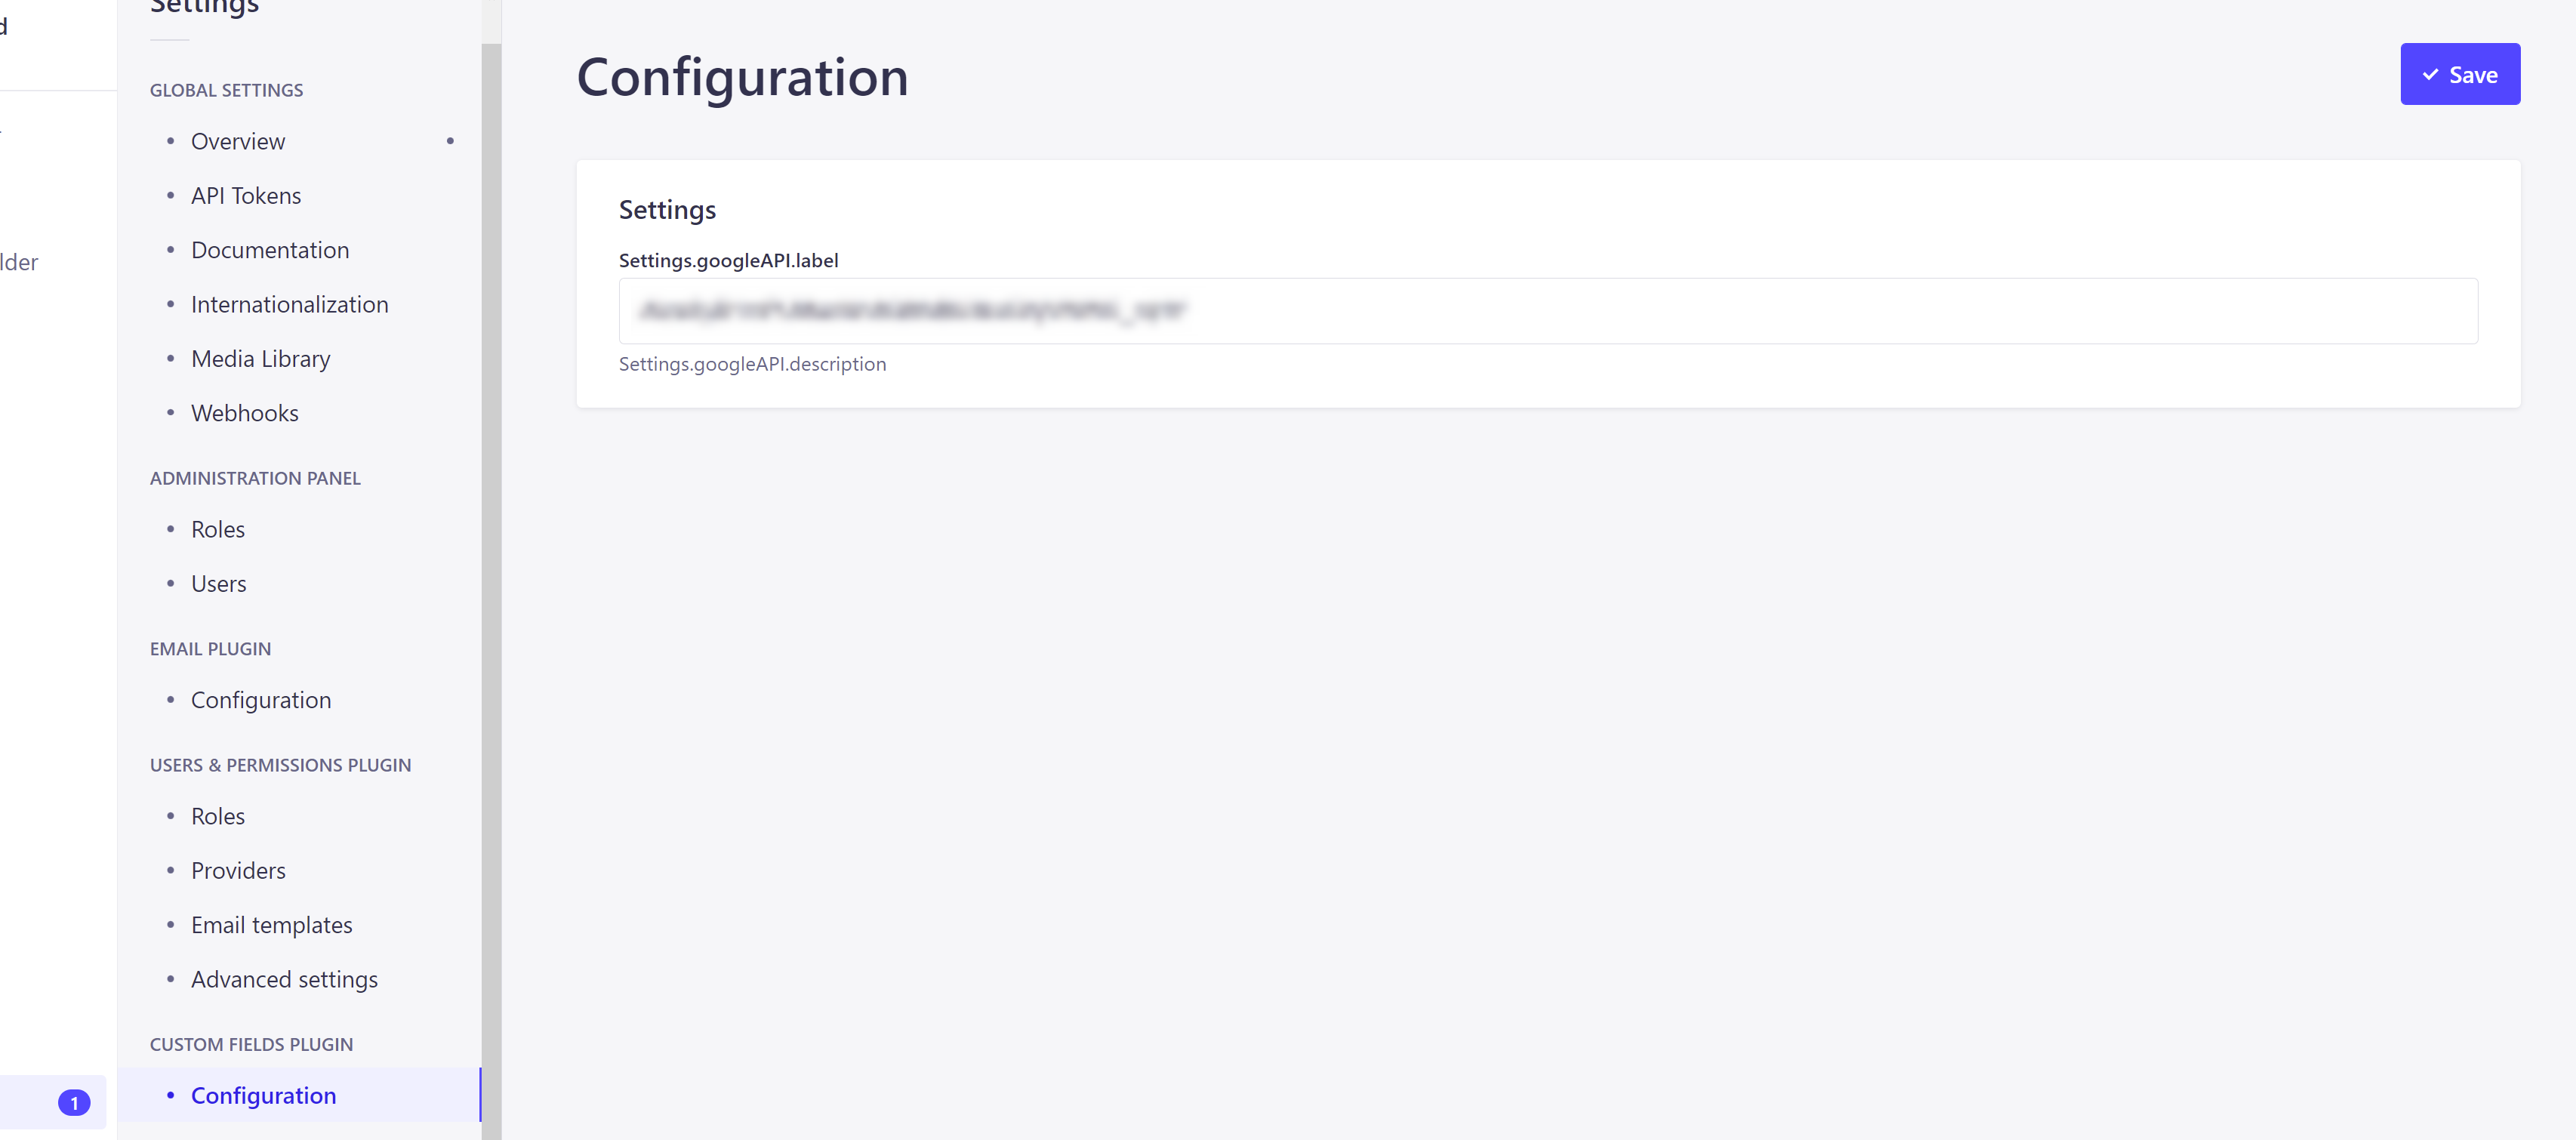 d
lder
1
Settings
GLOBAL SETTINGS
Overview
API Tokens
Documentation
Internationalization
Media Library
Webhooks
ADMINISTRATION PANEL
Roles
Users
EMAIL PLUGIN
Configuration
USERS & PERMISSIONS PLUGIN
Roles
Providers
Email templates
Advanced settings
CUSTOM FIELDS PLUGIN
Configuration
Configuration
Save
Settings
Settings.googleAPI.label
Settings.googleAPI.description